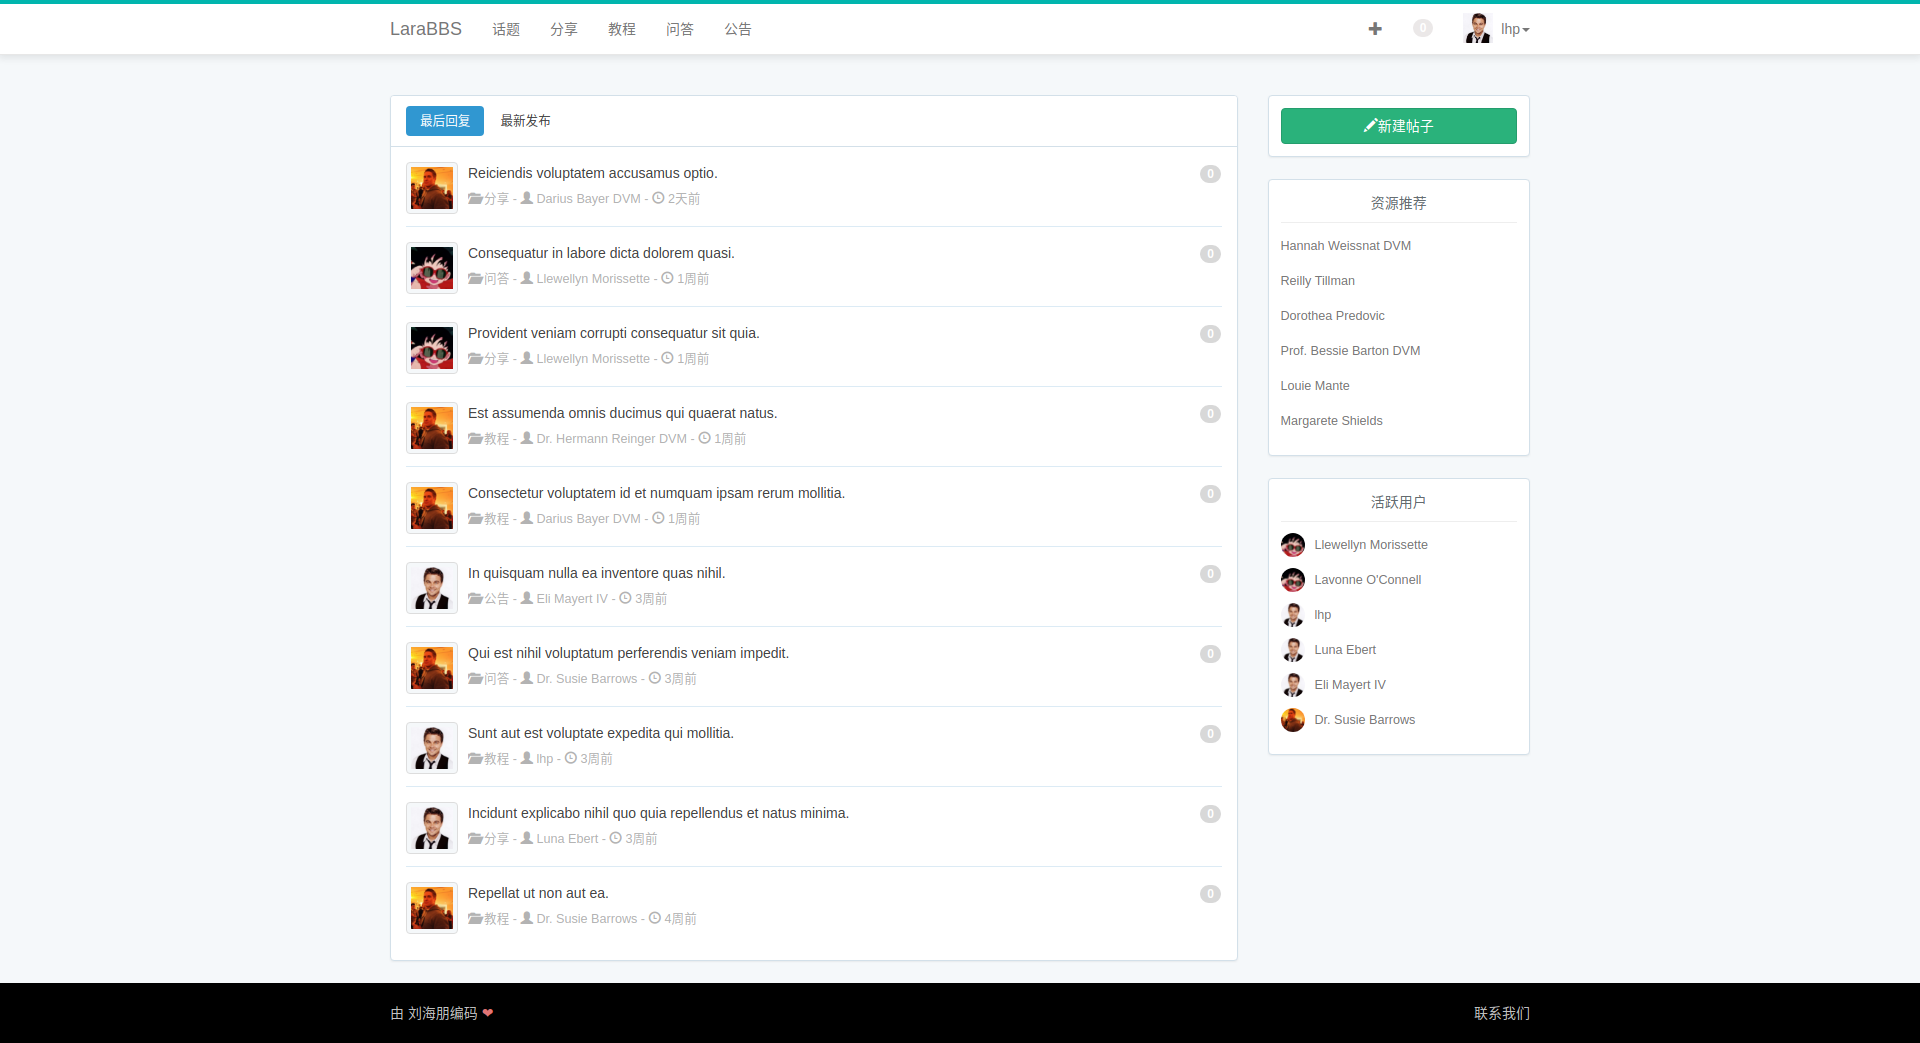 LaraBBS 话题 分享 教程 问答 公告 0 lhp
最后回复 最新发布
Reiciendis voluptatem accusamus optio. 0
分享 - Darius Bayer DVM - 2天前
Consequatur in labore dicta dolorem quasi. 0
问答 - Llewellyn Morissette - 1周前
Provident veniam corrupti consequatur sit quia. 0
分享 - Llewellyn Morissette - 1周前
Est assumenda omnis ducimus qui quaerat natus. 0
教程 - Dr. Hermann Reinger DVM - 1周前
Consectetur voluptatem id et numquam ipsam rerum mollitia. 0
教程 - Darius Bayer DVM - 1周前
In quisquam nulla ea inventore quas nihil. 0
公告 - Eli Mayert IV - 3周前
Qui est nihil voluptatum perferendis veniam impedit. 0
问答 - Dr. Susie Barrows - 3周前
Sunt aut est voluptate expedita qui mollitia. 0
教程 - lhp - 3周前
Incidunt explicabo nihil quo quia repellendus et natus minima. 0
分享 - Luna Ebert - 3周前
Repellat ut non aut ea. 0
教程 - Dr. Susie Barrows - 4周前
新建帖子
资源推荐
Hannah Weissnat DVM
Reilly Tillman
Dorothea Predovic
Prof. Bessie Barton DVM
Louie Mante
Margarete Shields
活跃用户
Llewellyn Morissette
Lavonne O'Connell
lhp
Luna Ebert
Eli Mayert IV
Dr. Susie Barrows
由 刘海朋编码 ❤
联系我们